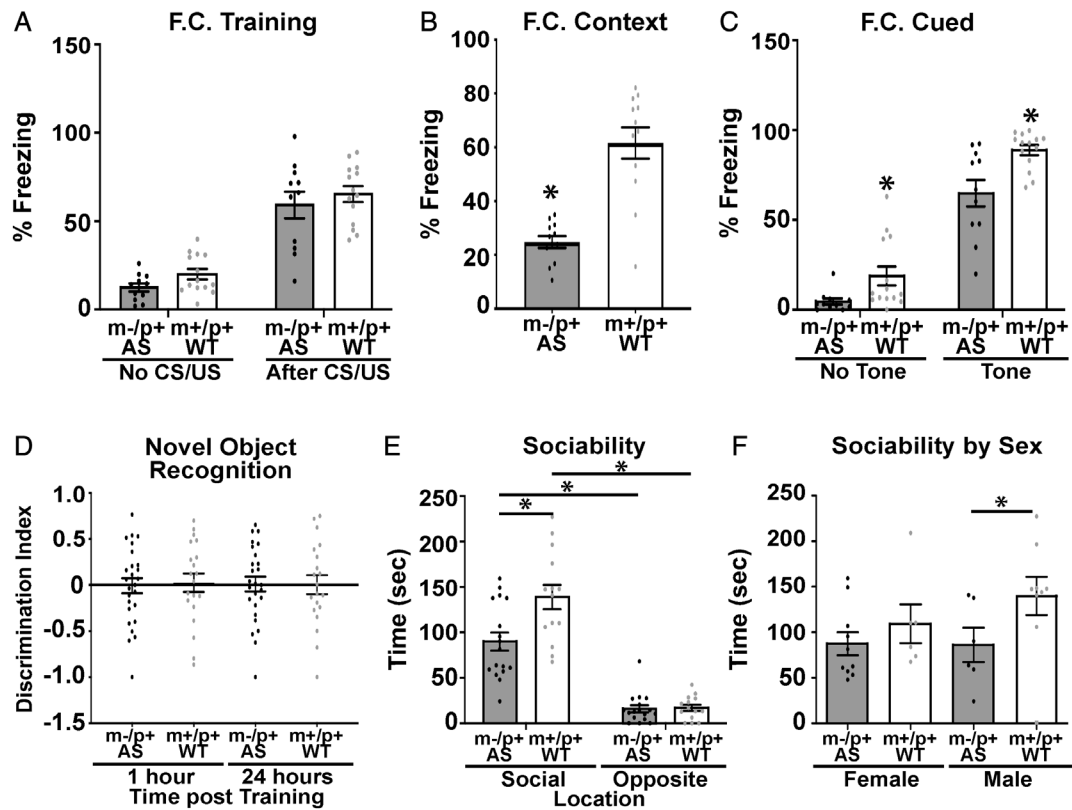 A
F.C. Training
% Freezing
150
100
50
0
m-/p+ m+/p+ m-/p+ m+/p+
AS WT AS WT
No CS/US After CS/US
B
F.C. Context
% Freezing
100
80
60
40
20
0
*
m-/p+ m+/p+
AS WT
C
F.C. Cued
% Freezing
150
100
50
0
* *
m-/p+ m+/p+ m-/p+ m+/p+
AS WT AS WT
No Tone Tone
D
Novel Object
Recognition
Discrimination Index
1.0
0.5
0
-0.5
-1.0
-1.5
m-/p+ m+/p+ m-/p+ m+/p+
AS WT AS WT
1 hour 24 hours
Time post Training
E
Sociability
Time (sec)
250
200
150
100
50
0
*
*
*
m-/p+ m+/p+ m-/p+ m+/p+
AS WT AS WT
Social Opposite
Location
F
Sociability by Sex
Time (sec)
250
200
150
100
50
0
*
m-/p+ m+/p+ m-/p+ m+/p+
AS WT AS WT
Female Male